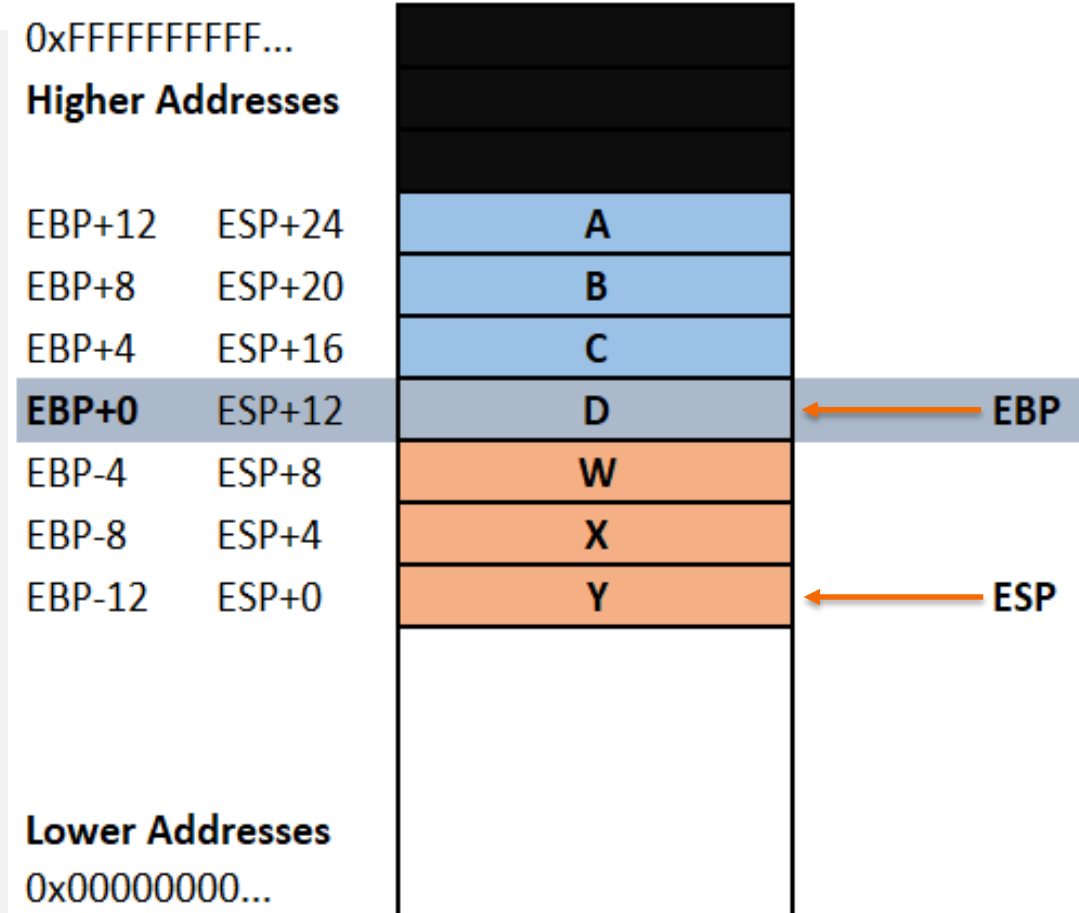 0xFFFFFFFFFF...
Higher Addresses
EBP+12 ESP+24 A
EBP+8 ESP+20 B
EBP+4 ESP+16 C
EBP+0 ESP+12 D EBP
EBP-4 ESP+8 W
EBP-8 ESP+4 X
EBP-12 ESP+0 Y ESP
Lower Addresses
0x00000000...